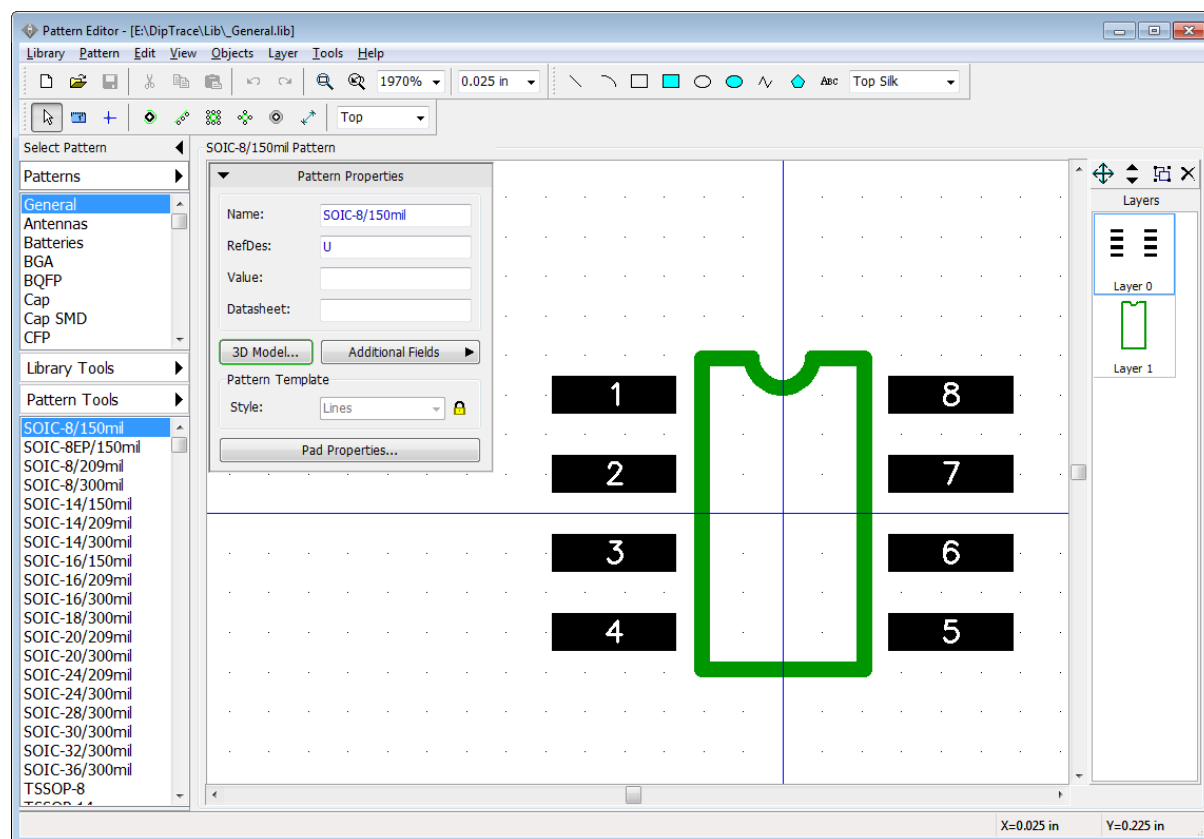 Pattern Editor - [E:\DipTrace\Lib\_General.lib]
Library Pattern Edit View Objects Layer Tools Help
1970% 0.025 in ABC Top Silk
Top
Select Pattern
Patterns
General
Antennas
Batteries
BGA
BQFP
Cap
Cap SMD
CFP
Library Tools
Pattern Tools
SOIC-8/150mil
SOIC-8EP/150mil
SOIC-8/209mil
SOIC-8/300mil
SOIC-14/150mil
SOIC-14/209mil
SOIC-14/300mil
SOIC-16/150mil
SOIC-16/209mil
SOIC-16/300mil
SOIC-18/300mil
SOIC-20/209mil
SOIC-20/300mil
SOIC-24/209mil
SOIC-24/300mil
SOIC-28/300mil
SOIC-30/300mil
SOIC-32/300mil
SOIC-36/300mil
TSSOP-8
TSSOP-14
SOIC-8/150mil Pattern
Pattern Properties
Name: SOIC-8/150mil
RefDes: U
Value:
Datasheet:
3D Model... Additional Fields
Pattern Template
Style: Lines
Pad Properties...
1 8
2 7
3 6
4 5
Layers
Layer 0
Layer 1
X=0.025 in Y=0.225 in